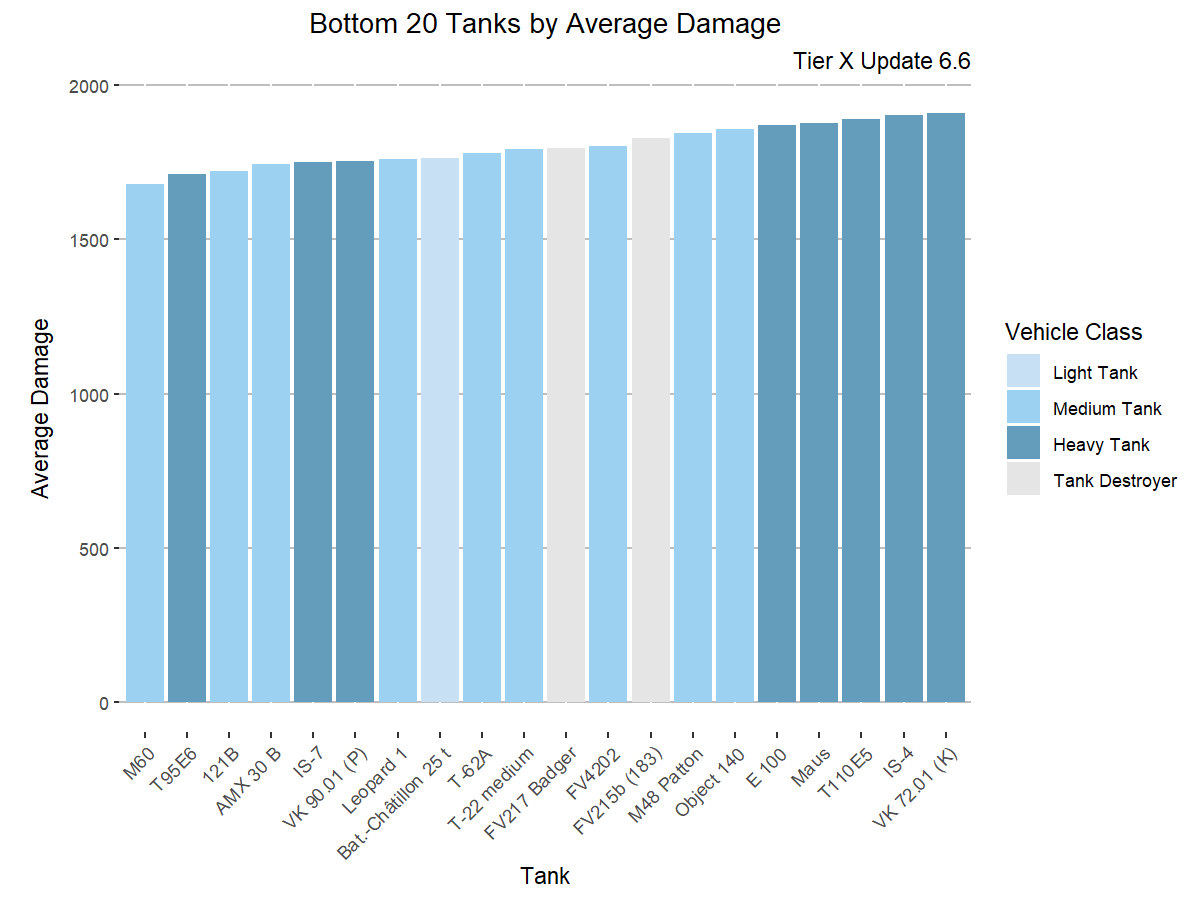 Bottom 20 Tanks by Average Damage
Tier X Update 6.6
2000
1500
1000
500
0
Average Damage
M60
T95E6
121B
AMX 30 B
IS-7
VK 90.01 (P)
Leopard 1
Bat.-Châtillon 25 t
T-62A
T-22 medium
FV217 Badger
FV4202
FV215b (183)
M48 Patton
Object 140
E 100
Maus
T110E5
IS-4
VK 72.01 (K)
Tank
Vehicle Class
Light Tank
Medium Tank
Heavy Tank
Tank Destroyer